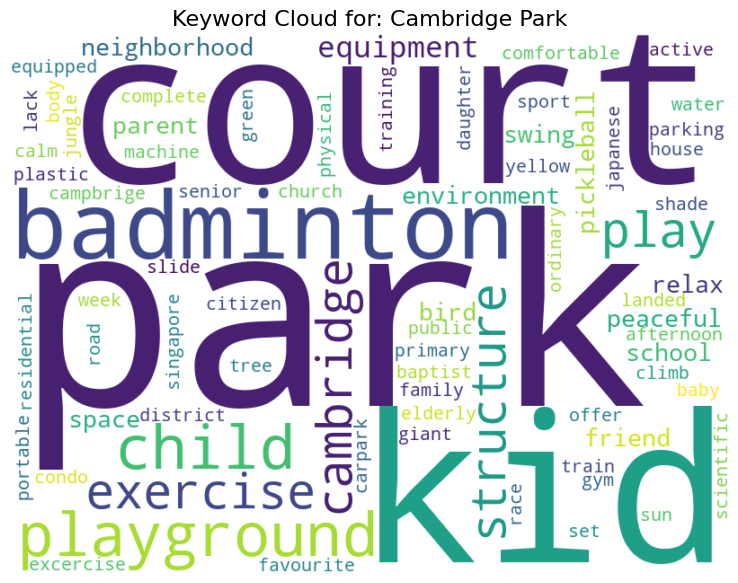 Keyword Cloud for: Cambridge Park
neighborhood
equipment
comfortable
active
equipped
court
lack
body
jungle
complete
green
physical
training
daughter
sport
water
parent
swing
pickleball
japanese
parking
calm
machine
yellow
house
plastic
campbrige
senior
church
environment
badminton
play
shade
park
slide
cambridge
structure
ordinary
relax
residential
week
road
singapore
citizen
tree
bird
public
primary
baptist
family
landed
peaceful
afternoon
school
climb
baby
space
district
elderly
giant
kid
offer
friend
scientific
portable
condo
child
carpark
train
gym
race
exercise
set
sun
playground
excercise
favourite